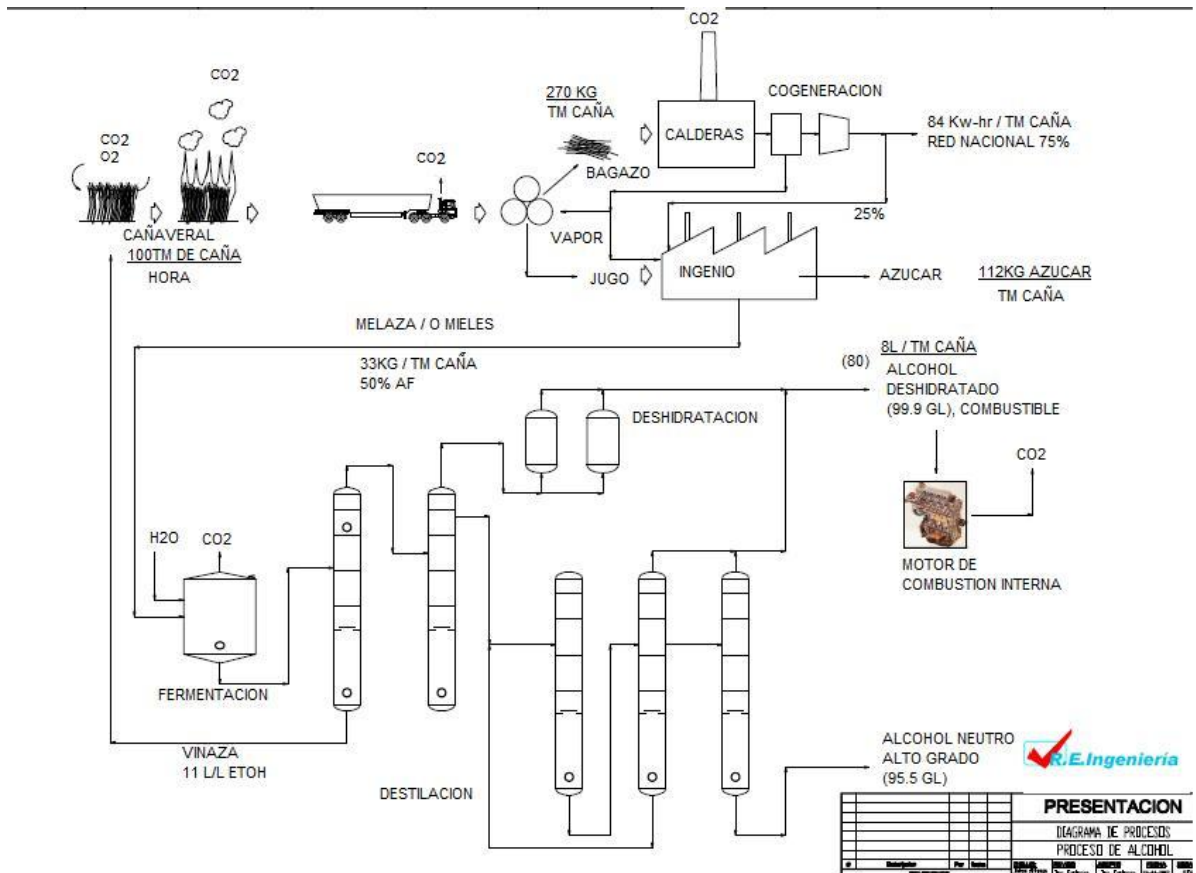 CO2
CO2
CO2
O2
CAÑAVERAL
100TM DE CAÑA
HORA
CO2
270 KG
TM CAÑA
BAGAZO
CALDERAS
COGENERACION
84 Kw-hr / TM CAÑA
RED NACIONAL 75%
25%
VAPOR
JUGO
INGENIO
AZUCAR
112KG AZUCAR
TM CAÑA
MELAZA / O MIELES
33KG / TM CAÑA
50% AF
(80)
8L / TM CAÑA
ALCOHOL
DESHIDRATADO
(99.9 GL), COMBUSTIBLE
DESHIDRATACION
CO2
MOTOR DE
COMBUSTION INTERNA
H2O
CO2
FERMENTACION
VINAZA
11 L/L ETOH
DESTILACION
ALCOHOL NEUTRO
ALTO GRADO
(95.5 GL)
R.E.Ingeniería
PRESENTACION
DIAGRAMA DE PROCESOS
PROCESO DE ALCOHOL